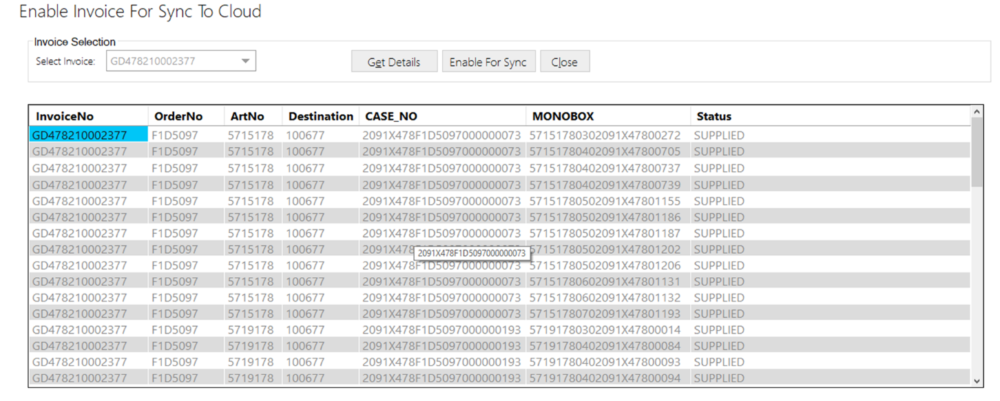 Enable Invoice For Sync To Cloud
Invoice Selection
Select Invoice: GD478210002377 Get Details Enable For Sync Close
InvoiceNo OrderNo ArtNo Destination CASE_NO MONOBOX Status
GD478210002377 F1D5097 5715178 100677 2091X478F1D5097000000073 57151780302091X47800272 SUPPLIED
GD478210002377 F1D5097 5715178 100677 2091X478F1D5097000000073 57151780402091X47800705 SUPPLIED
GD478210002377 F1D5097 5715178 100677 2091X478F1D5097000000073 57151780402091X47800737 SUPPLIED
GD478210002377 F1D5097 5715178 100677 2091X478F1D5097000000073 57151780402091X47800739 SUPPLIED
GD478210002377 F1D5097 5715178 100677 2091X478F1D5097000000073 57151780502091X47801155 SUPPLIED
GD478210002377 F1D5097 5715178 100677 2091X478F1D5097000000073 57151780502091X47801186 SUPPLIED
GD478210002377 F1D5097 5715178 100677 2091X478F1D5097000000073 57151780502091X47801187 SUPPLIED
GD478210002377 F1D5097 5715178 100677 57151780502091X47801202 SUPPLIED
2091X478F1D5097000000073
GD478210002377 F1D5097 5715178 100677 2091X478F1D5097000000073 57151780502091X47801206 SUPPLIED
GD478210002377 F1D5097 5715178 100677 2091X478F1D5097000000073 57151780602091X47801131 SUPPLIED
GD478210002377 F1D5097 5715178 100677 2091X478F1D5097000000073 57151780602091X47801132 SUPPLIED
GD478210002377 F1D5097 5715178 100677 2091X478F1D5097000000073 57151780702091X47801193 SUPPLIED
GD478210002377 F1D5097 5719178 100677 2091X478F1D5097000000193 57191780302091X47800014 SUPPLIED
GD478210002377 F1D5097 5719178 100677 2091X478F1D5097000000193 57191780402091X47800084 SUPPLIED
GD478210002377 F1D5097 5719178 100677 2091X478F1D5097000000193 57191780402091X47800093 SUPPLIED
GD478210002377 F1D5097 5719178 100677 2091X478F1D5097000000193 57191780402091X47800094 SUPPLIED